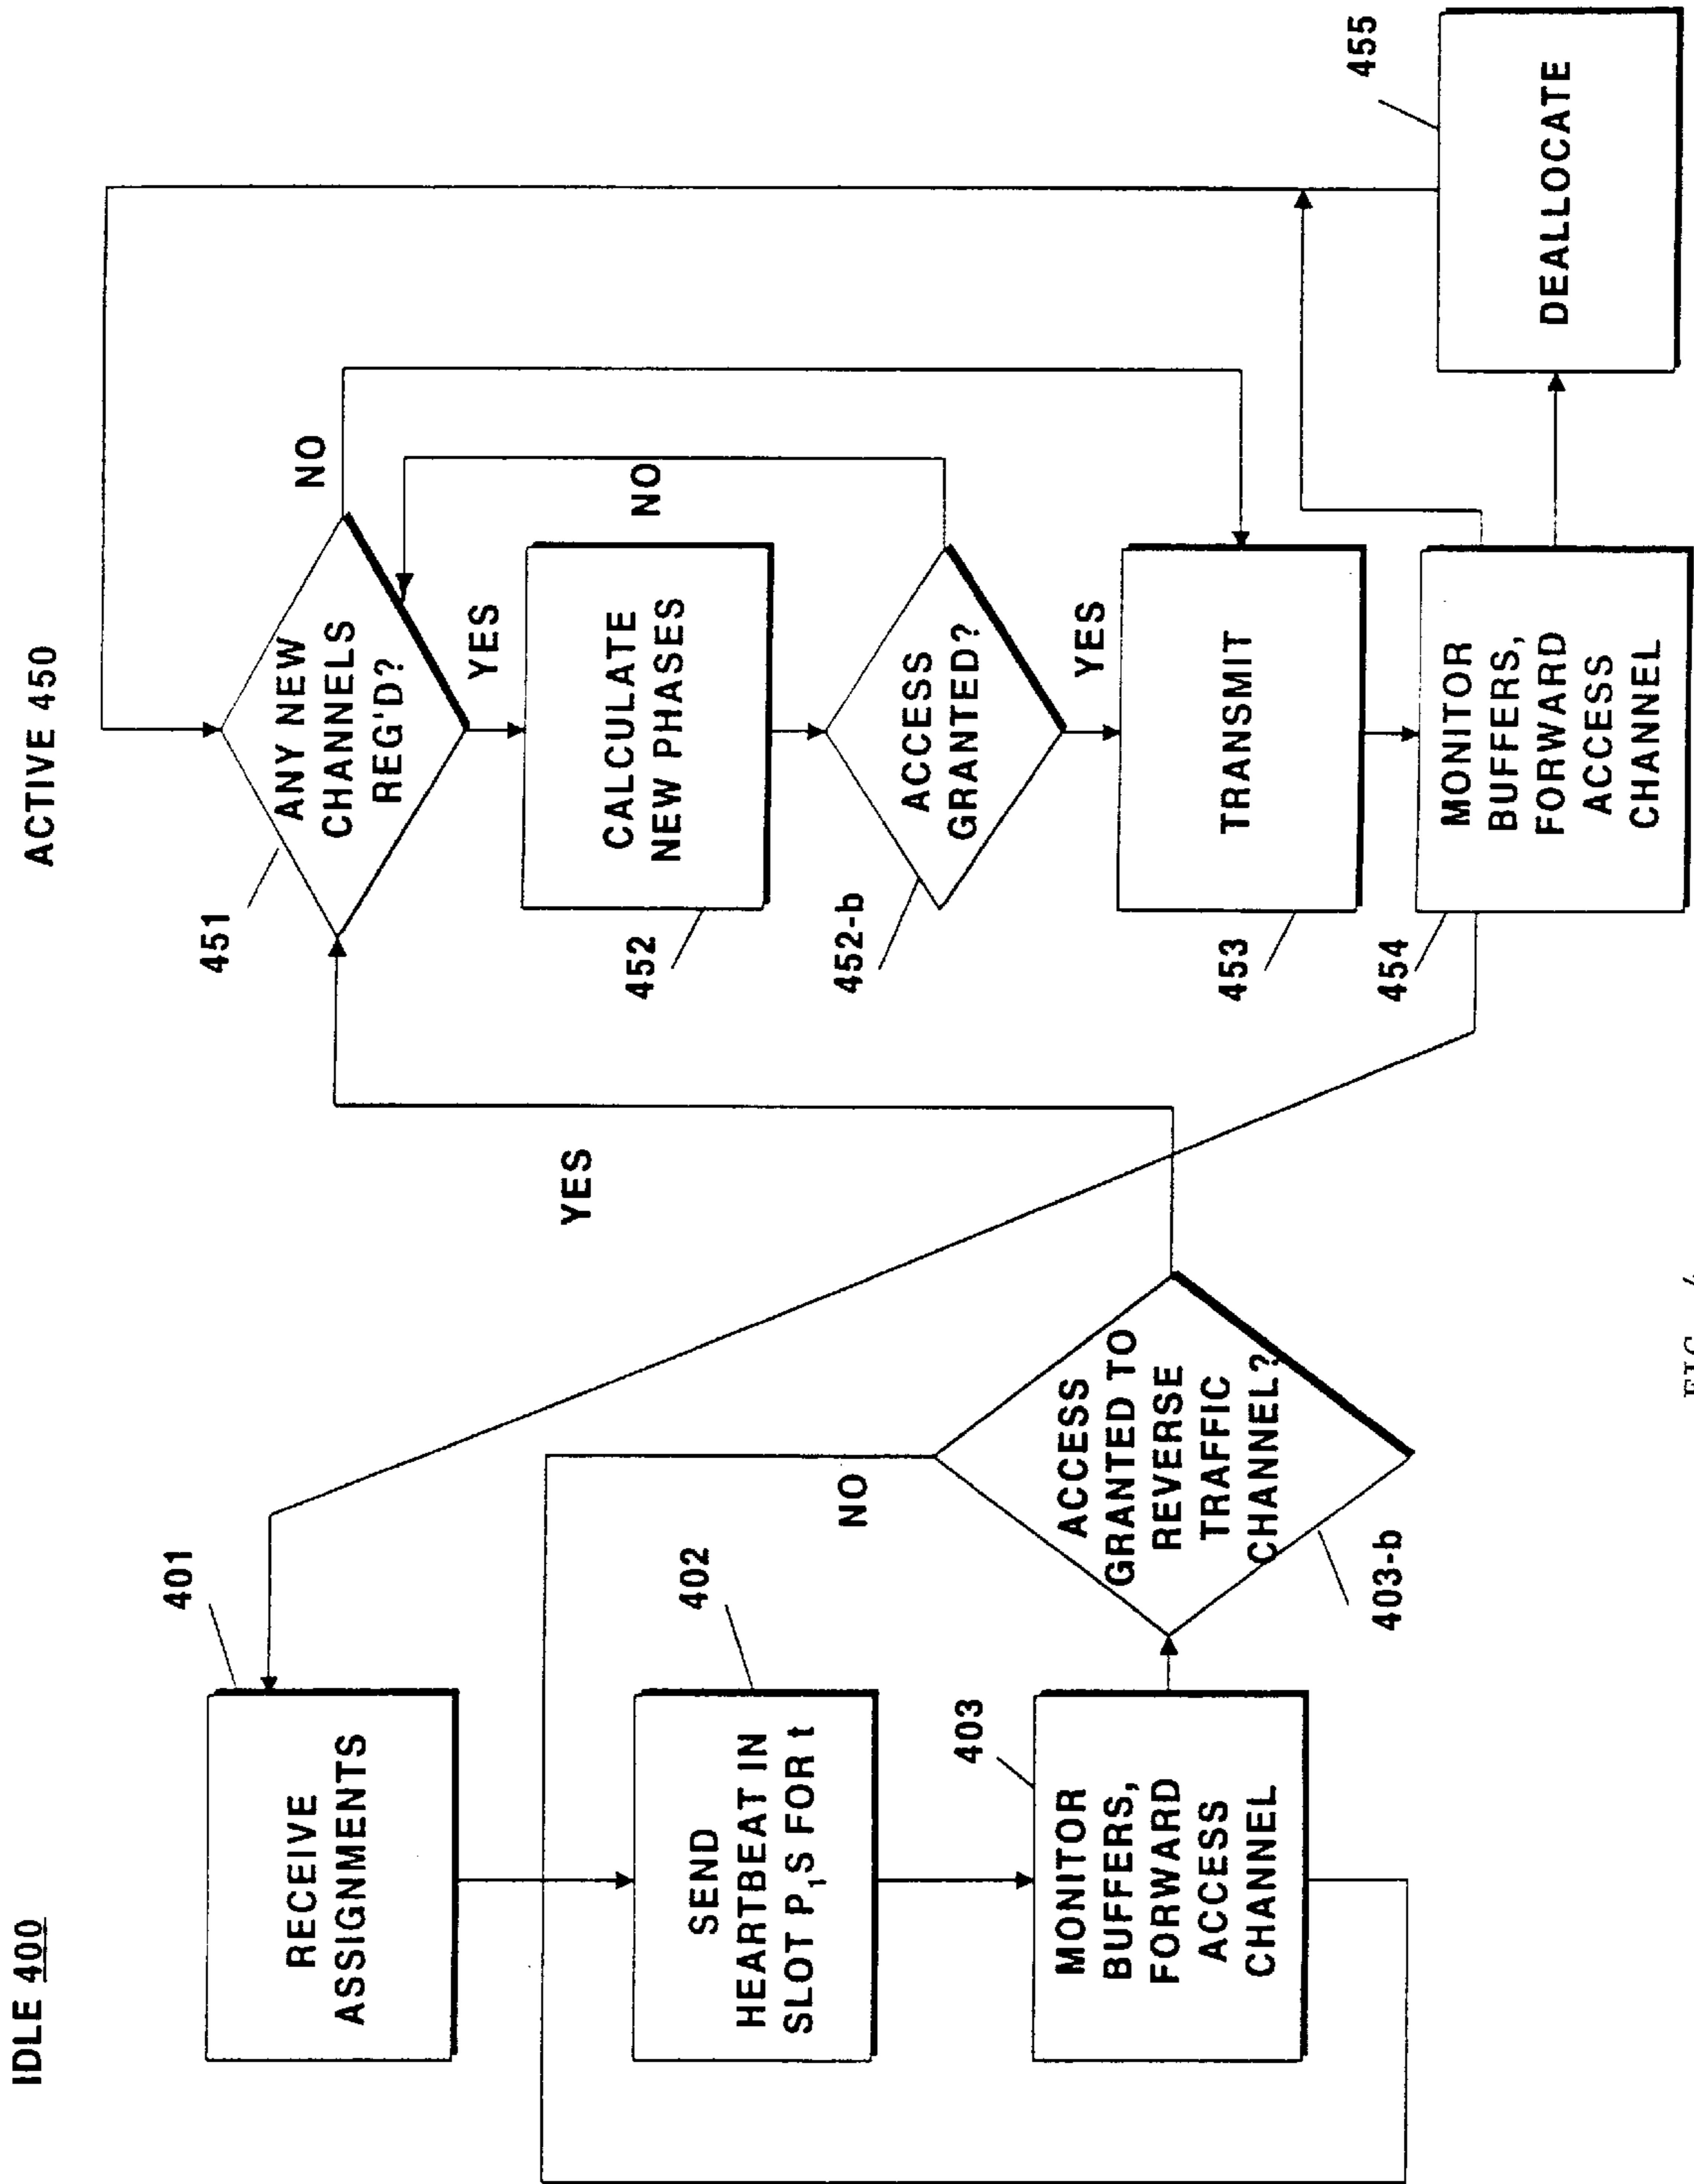 IDLE 400
401
RECEIVE
ASSIGNMENTS
402
SEND
HEARTBEAT IN
SLOT P₁S FOR t
403
MONITOR
BUFFERS,
FORWARD
ACCESS
CHANNEL
NO
ACCESS
GRANTED TO
REVERSE
TRAFFIC
CHANNEL?
403-b
YES
ACTIVE 450
451
ANY NEW
CHANNELS
REG'D?
NO
YES
452
CALCULATE
NEW PHASES
NO
452-b
ACCESS
GRANTED?
YES
453
TRANSMIT
454
MONITOR
BUFFERS,
FORWARD
ACCESS
CHANNEL
455
DEALLOCATE